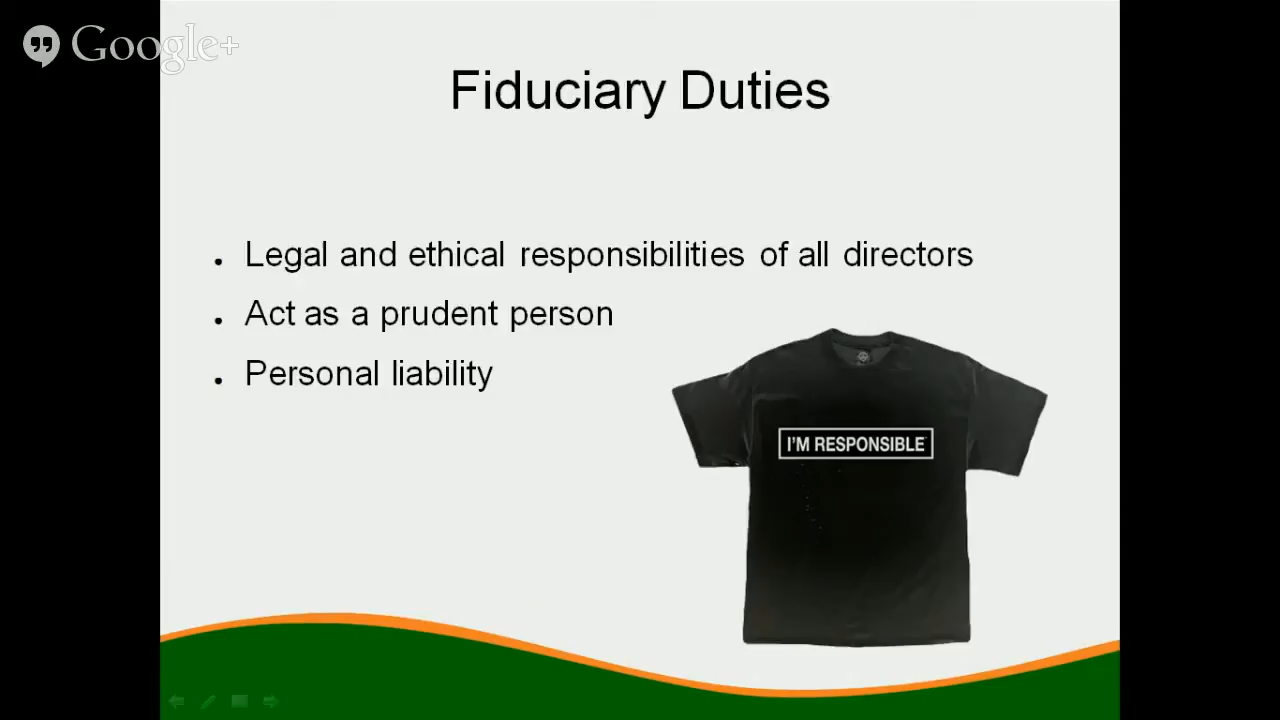 Google+
Fiduciary Duties
Legal and ethical responsibilities of all directors
Act as a prudent person
Personal liability
I'M RESPONSIBLE